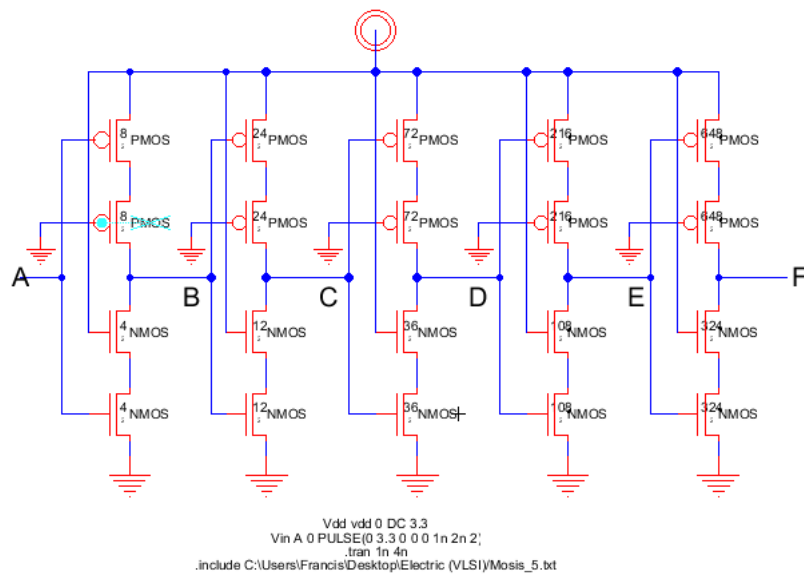 8 PMOS 24 PMOS 72 PMOS 216 PMOS 648 PMOS
8 PMOS 24 PMOS 72 PMOS 216 PMOS 648 PMOS
A B C D E F
4 NMOS 12 NMOS 36 NMOS 108 NMOS 324 NMOS
4 NMOS 12 NMOS 36 NMOS 108 NMOS 324 NMOS
Vdd vdd 0 DC 3.3
Vin A 0 PULSE(0 3.3 0 0 0 1n 2n 2)
.tran 1n 4n
.include C:\Users\Francis\Desktop\Electric (VLSI)/Mosis_5.txt